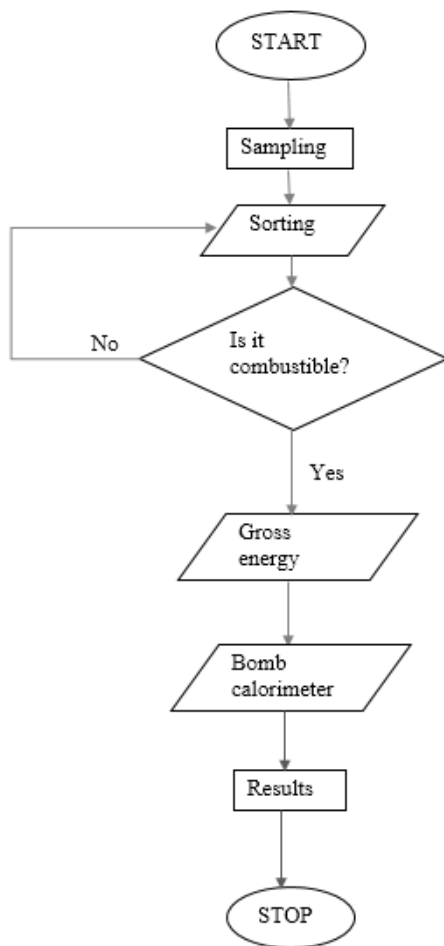 START
Sampling
Sorting
Is it
combustible?
No
Yes
Gross
energy
Bomb
calorimeter
Results
STOP